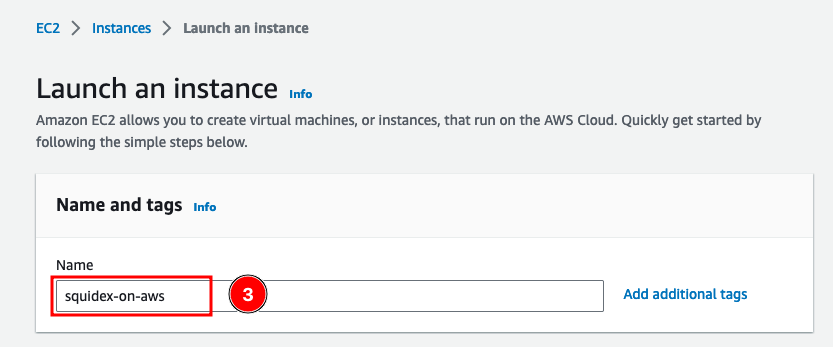 EC2 > Instances > Launch an instance
Launch an instance Info
Amazon EC2 allows you to create virtual machines, or instances, that run on the AWS Cloud. Quickly get started by
following the simple steps below.
Name and tags Info
Name
squidex-on-aws 3 Add additional tags